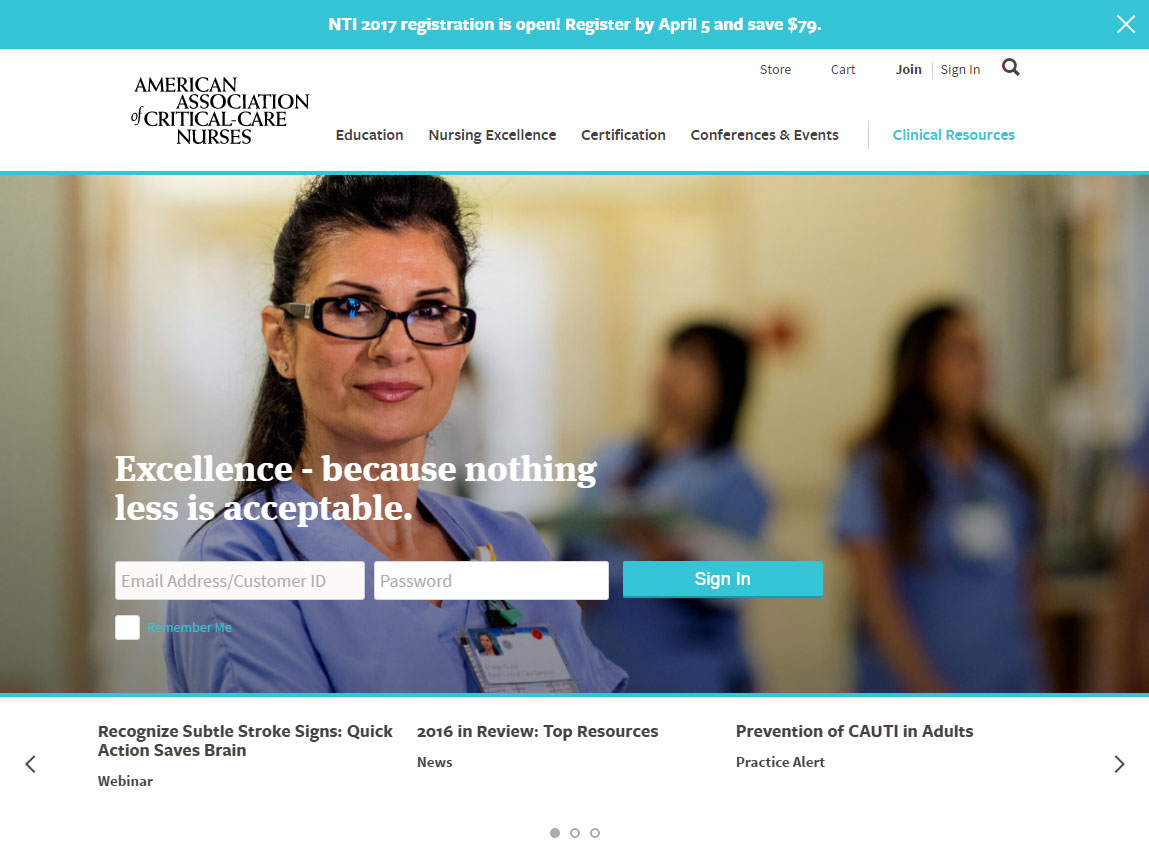 NTI 2017 registration is open! Register by April 5 and save $79.
Store Cart Join Sign In
AMERICAN
ASSOCIATION
of CRITICAL-CARE
NURSES
Education Nursing Excellence Certification Conferences & Events Clinical Resources
Excellence - because nothing
less is acceptable.
Email Address/Customer ID Password Sign In
Remember Me
Recognize Subtle Stroke Signs: Quick
Action Saves Brain
Webinar
2016 in Review: Top Resources
News
Prevention of CAUTI in Adults
Practice Alert